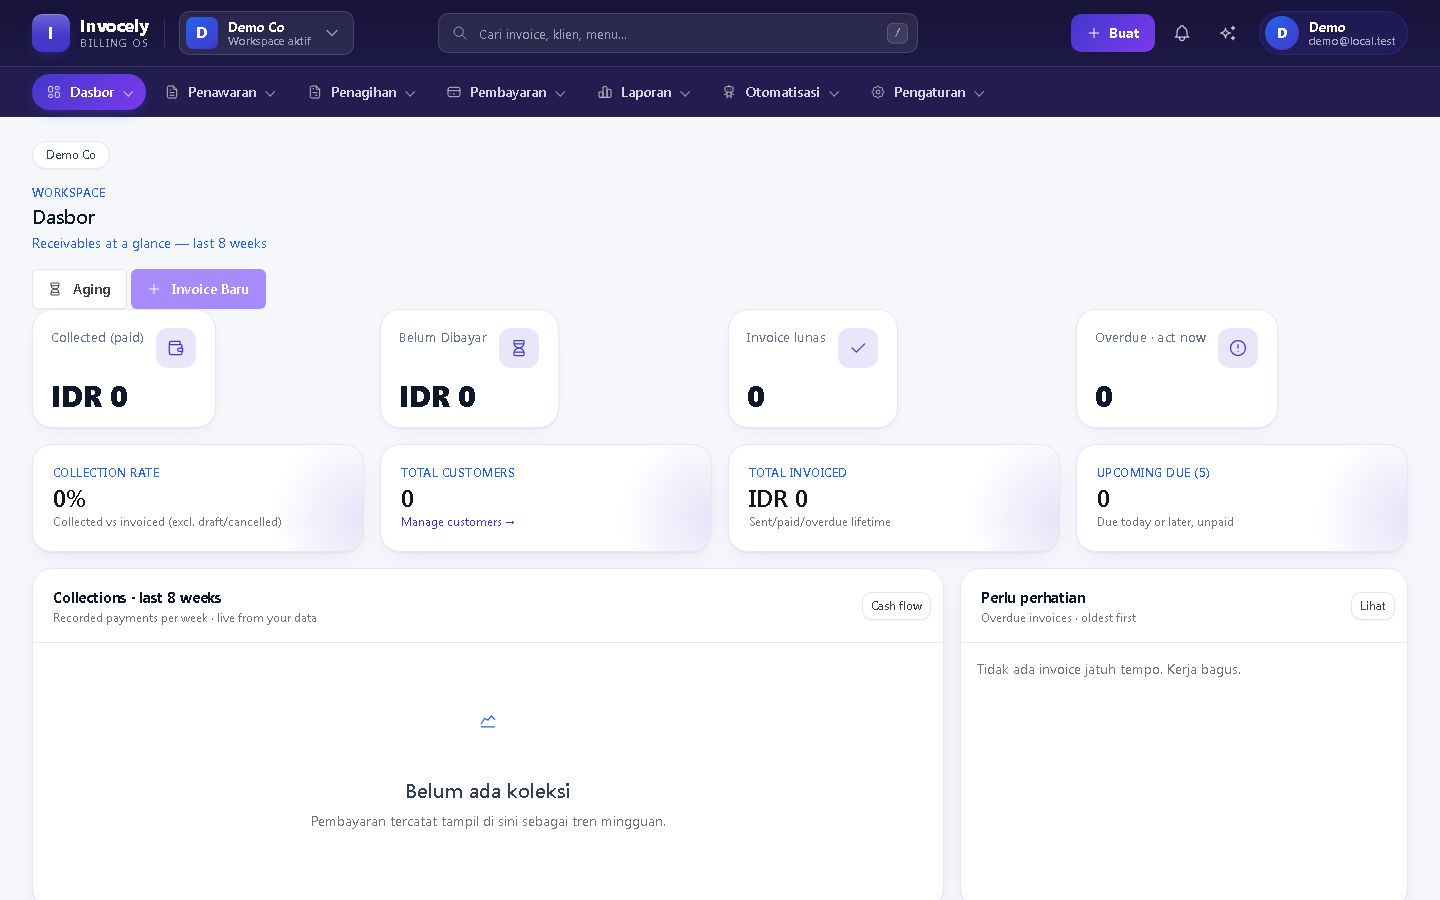 I
Invocely
BILLING OS
D
Demo Co
Workspace aktif
Cari invoice, klien, menu...
/
Buat
D
Demo
demo@local.test
Dasbor
Penawaran
Penagihan
Pembayaran
Laporan
Otomatisasi
Pengaturan
Demo Co
WORKSPACE
Dasbor
Receivables at a glance — last 8 weeks
Aging
Invoice Baru
Collected (paid)
IDR 0
Belum Dibayar
IDR 0
Invoice lunas
0
Overdue · act now
0
COLLECTION RATE
0%
Collected vs invoiced (excl. draft/cancelled)
TOTAL CUSTOMERS
0
Manage customers →
TOTAL INVOICED
IDR 0
Sent/paid/overdue lifetime
UPCOMING DUE (5)
0
Due today or later, unpaid
Collections · last 8 weeks
Recorded payments per week · live from your data
Cash flow
Belum ada koleksi
Pembayaran tercatat tampil di sini sebagai tren mingguan.
Perlu perhatian
Overdue invoices · oldest first
Lihat
Tidak ada invoice jatuh tempo. Kerja bagus.